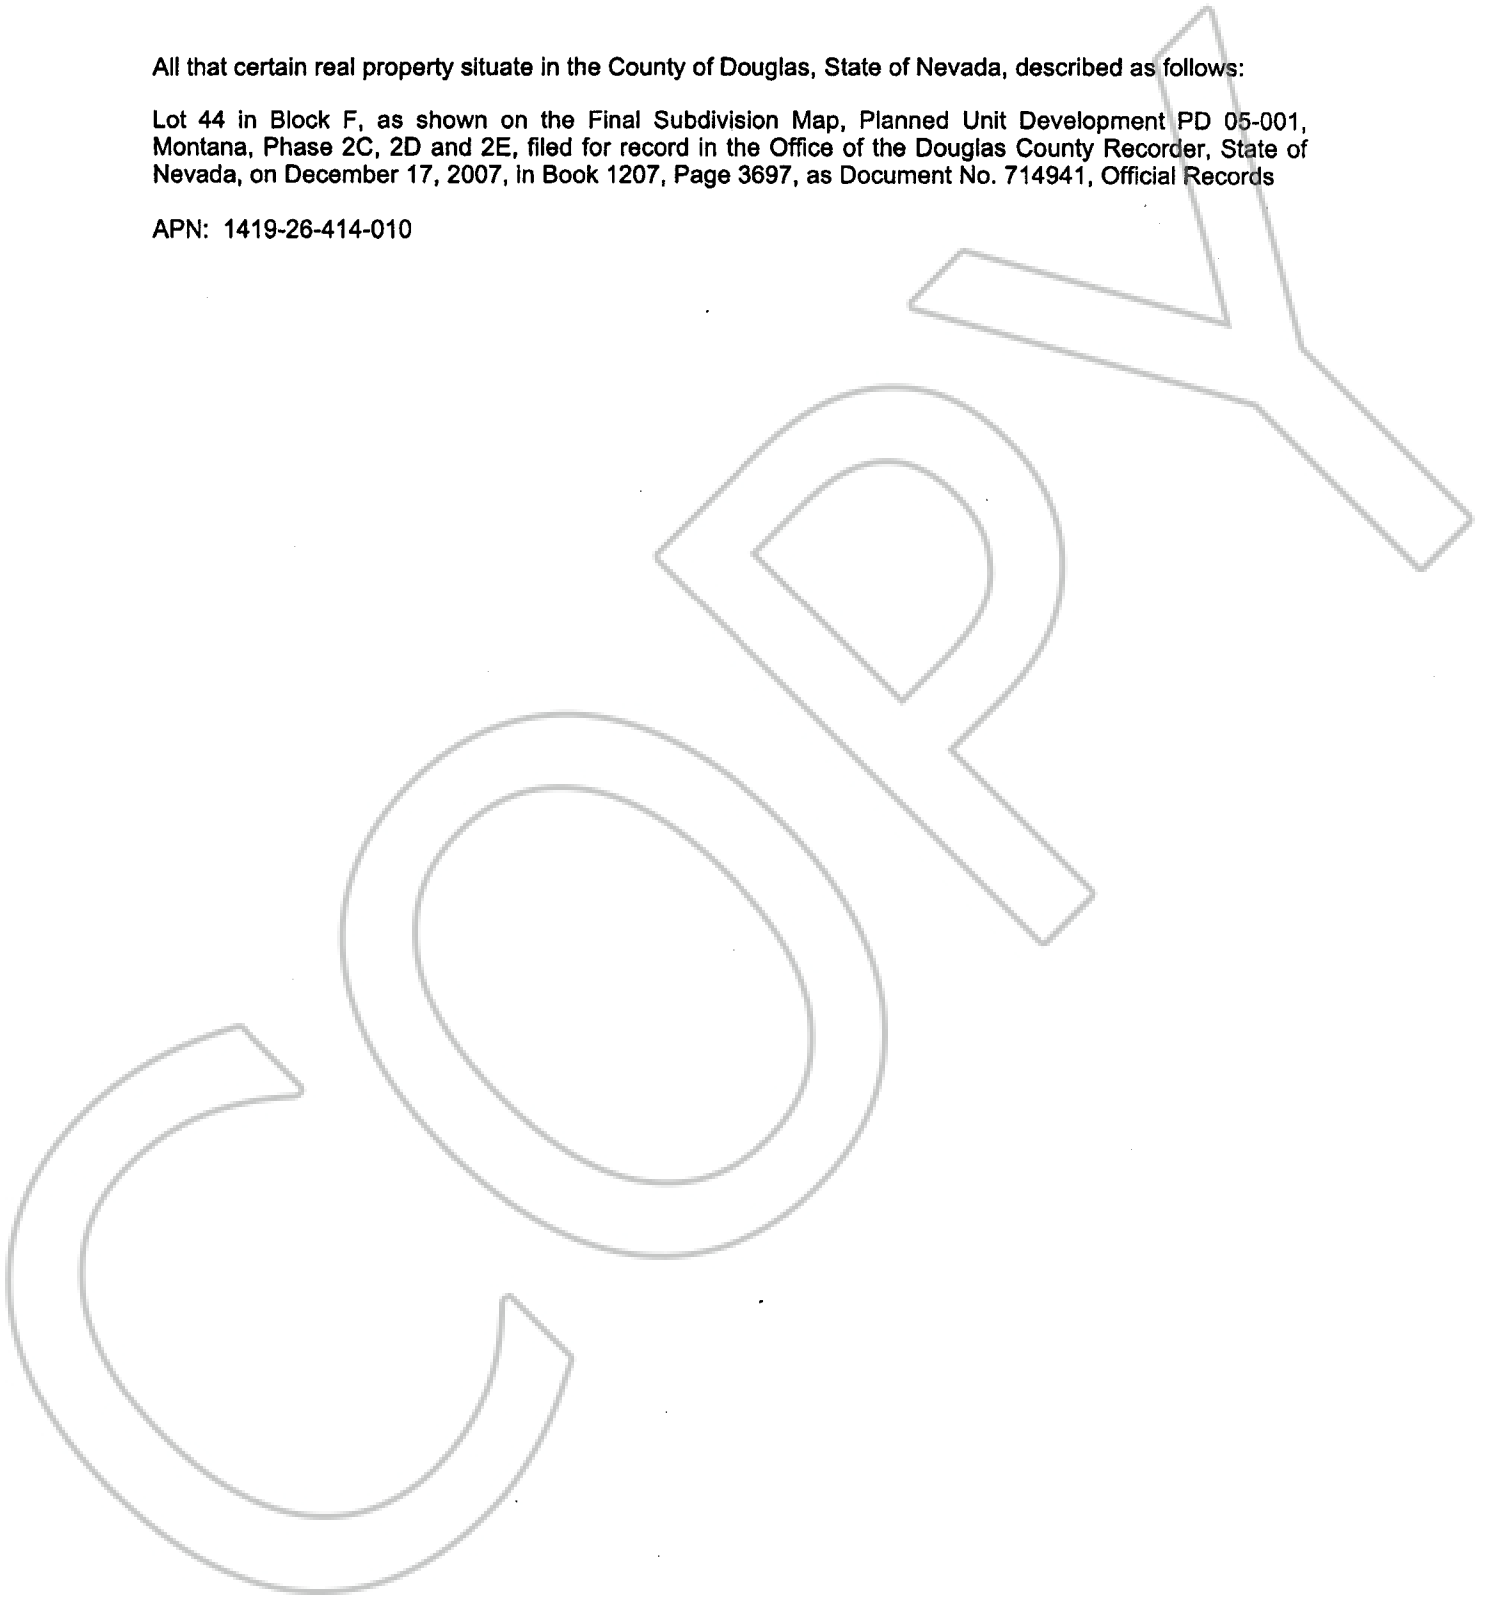 All that certain real property situate in the County of Douglas, State of Nevada, described as follows:
Lot 44 in Block F, as shown on the Final Subdivision Map, Planned Unit Development PD 05-001,
Montana, Phase 2C, 2D and 2E, filed for record in the Office of the Douglas County Recorder, State of
Nevada, on December 17, 2007, in Book 1207, Page 3697, as Document No. 714941, Official Records
APN: 1419-26-414-010
COPY